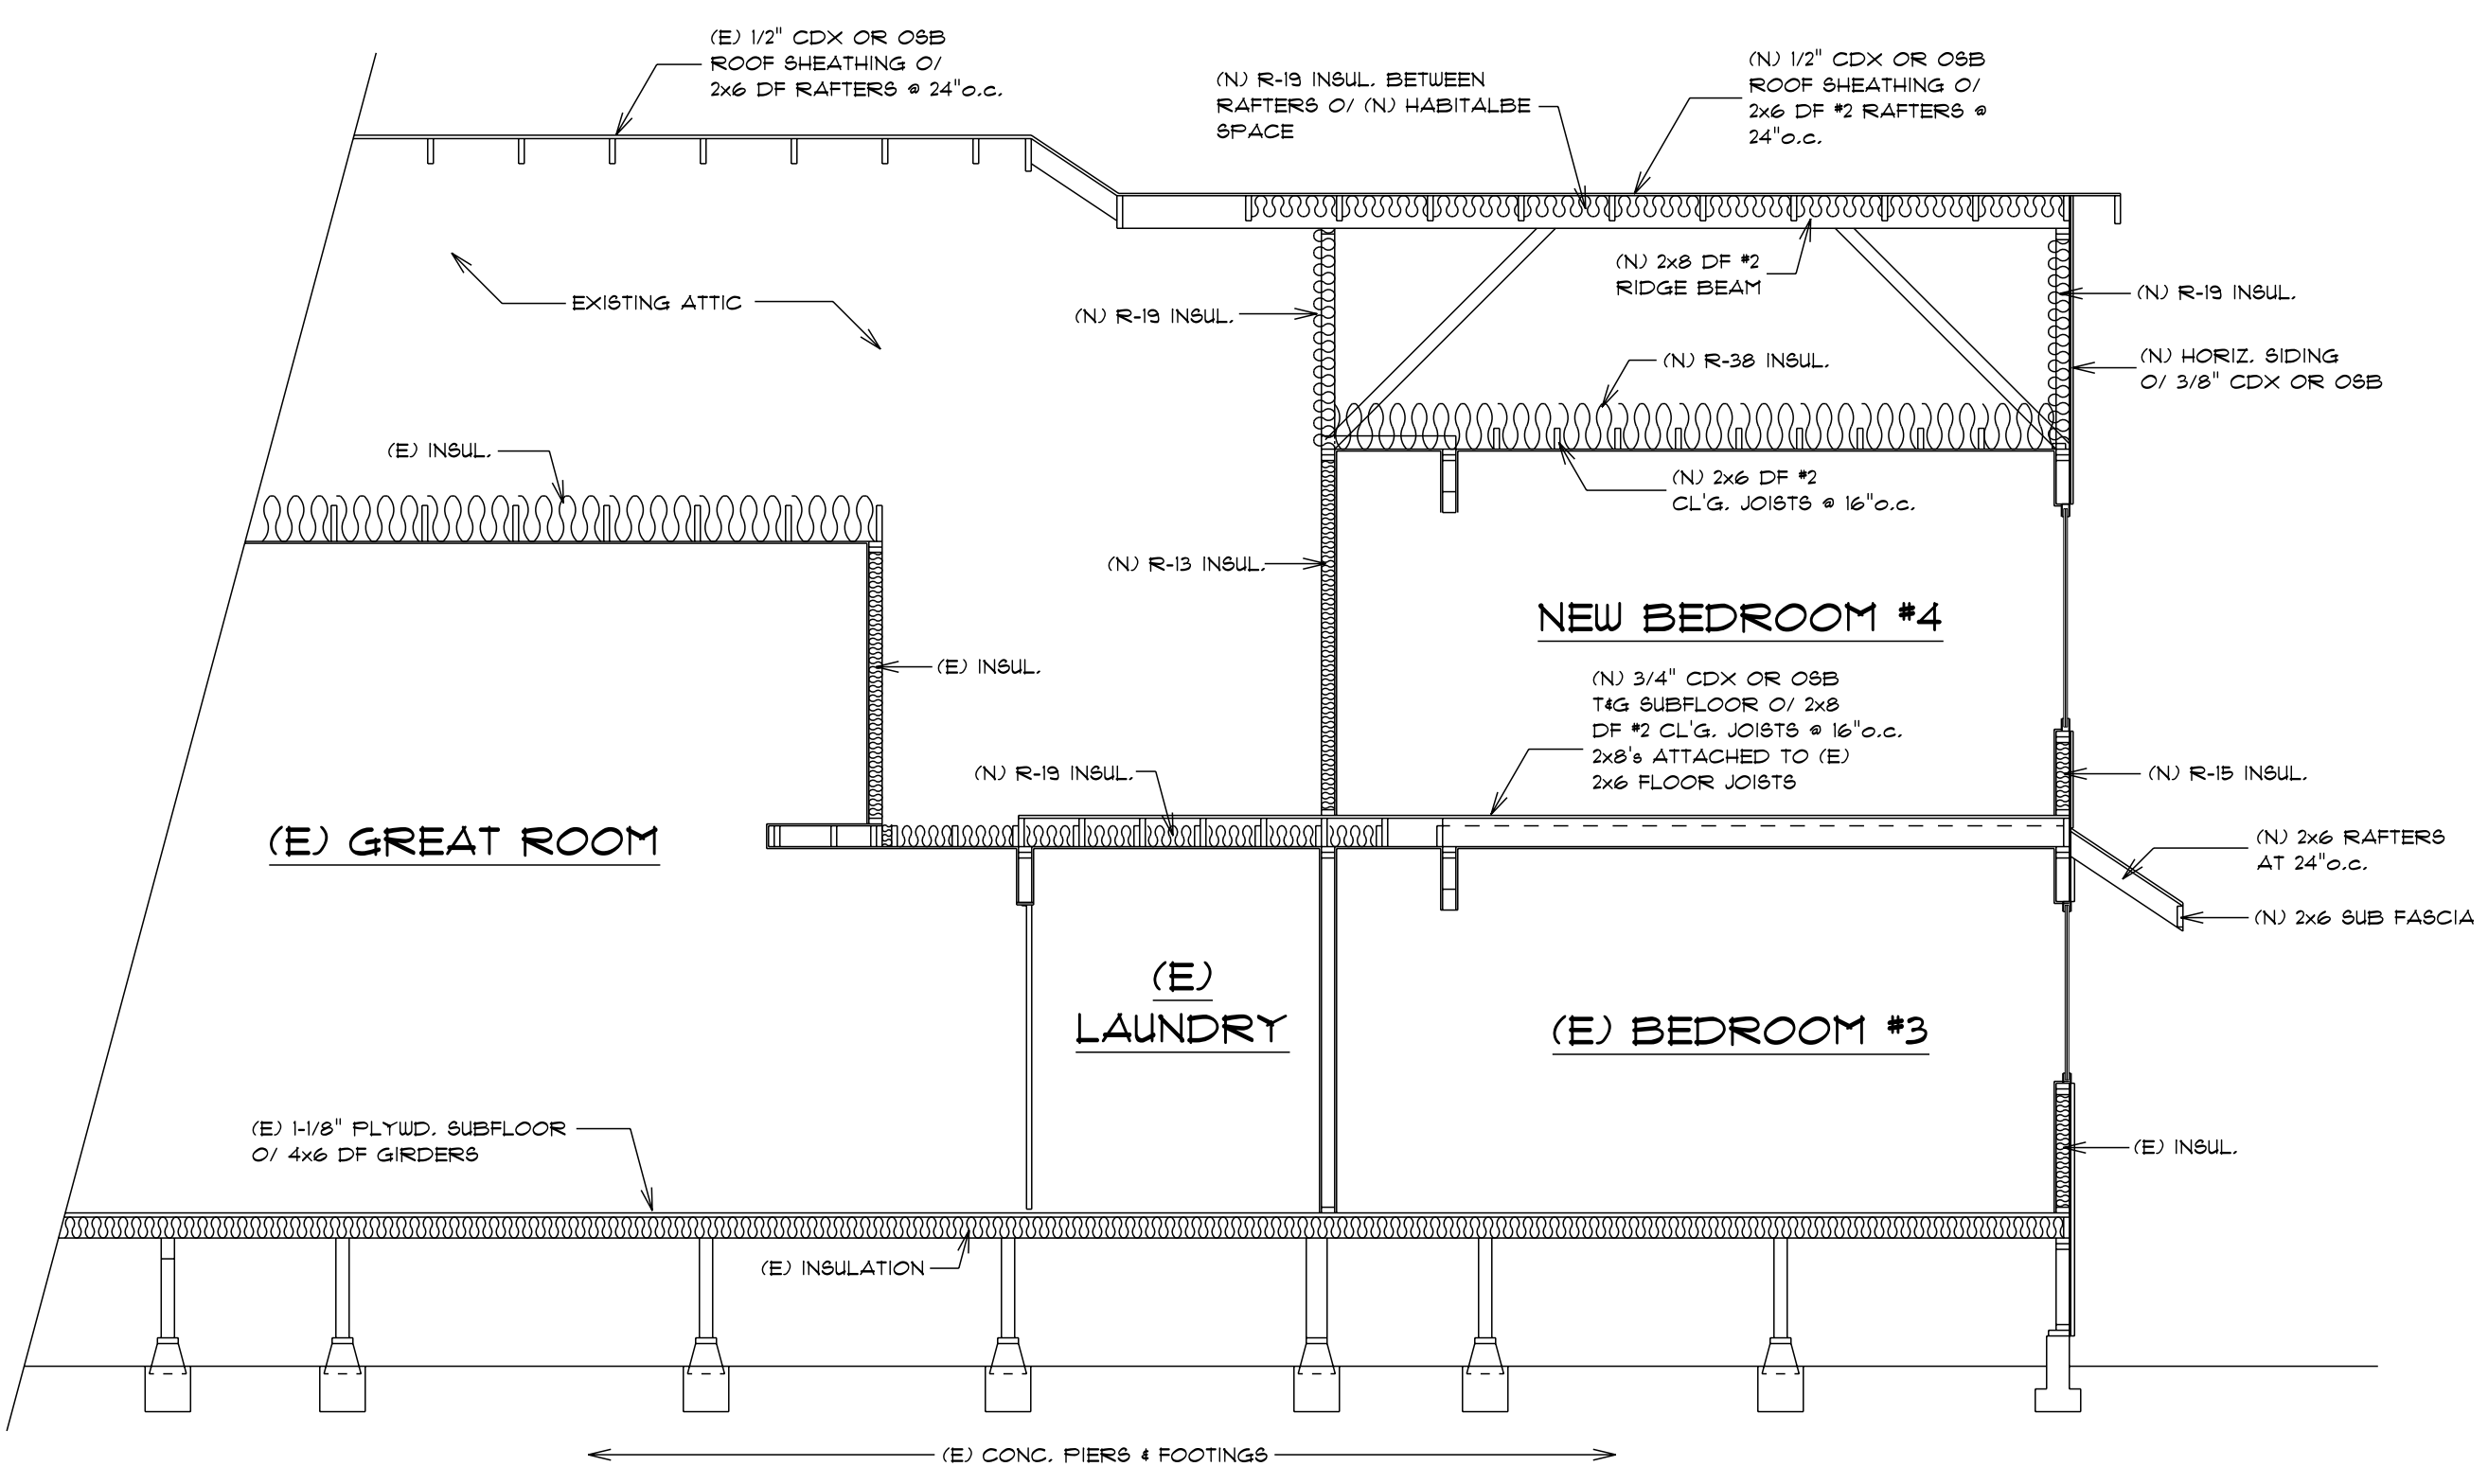 (E) 1/2" CDX OR OSB
ROOF SHEATHING O/
2x6 DF RAFTERS @ 24"o.c.
(N) R-19 INSUL. BETWEEN
RAFTERS O/ (N) HABITALBE
SPACE
(N) 1/2" CDX OR OSB
ROOF SHEATHING O/
2x6 DF #2 RAFTERS @
24"o.c.
EXISTING ATTIC
(N) R-19 INSUL.
(N) 2x8 DF #2
RIDGE BEAM
(N) R-19 INSUL.
(N) HORIZ. SIDING
O/ 3/8" CDX OR OSB
(N) R-38 INSUL.
(E) INSUL.
(N) 2x6 DF #2
CL'G. JOISTS @ 16"o.c.
(N) R-13 INSUL.
NEW BEDROOM #4
(E) INSUL.
(N) 3/4" CDX OR OSB
T&G SUBFLOOR O/ 2x8
DF #2 CL'G. JOISTS @ 16"o.c.
2x8's ATTACHED TO (E)
2x6 FLOOR JOISTS
(N) R-19 INSUL.
(N) R-15 INSUL.
(E) GREAT ROOM
(N) 2x6 RAFTERS
AT 24"o.c.
(N) 2x6 SUB FASCIA
(E)
LAUNDRY
(E) BEDROOM #3
(E) 1-1/8" PLYWD. SUBFLOOR
O/ 4x6 DF GIRDERS
(E) INSUL.
(E) INSULATION
(E) CONC. PIERS & FOOTINGS